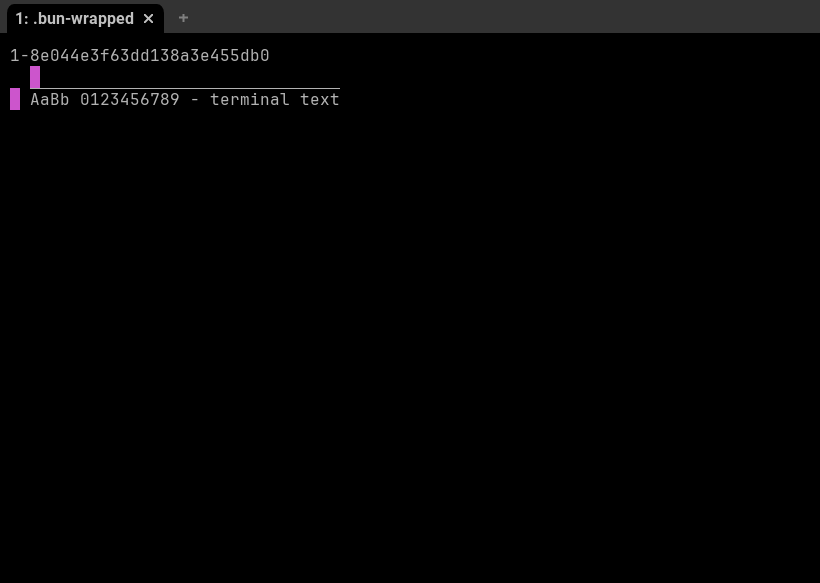 1: .bun-wrapped × +
1-8e044e3f63dd138a3e455db0
AaBb 0123456789 - terminal text